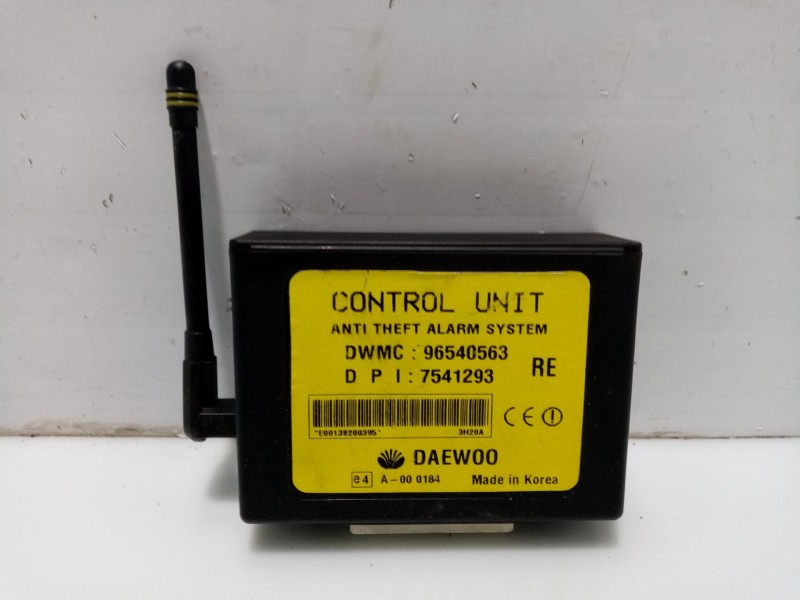 CONTROL UNIT
ANTI THEFT ALARM SYSTEM
DWMC : 96540563
D P I : 7541293
RE
*E00138200395*
3H20A
CE
DAEWOO
e4 A-00 0184
Made in Korea